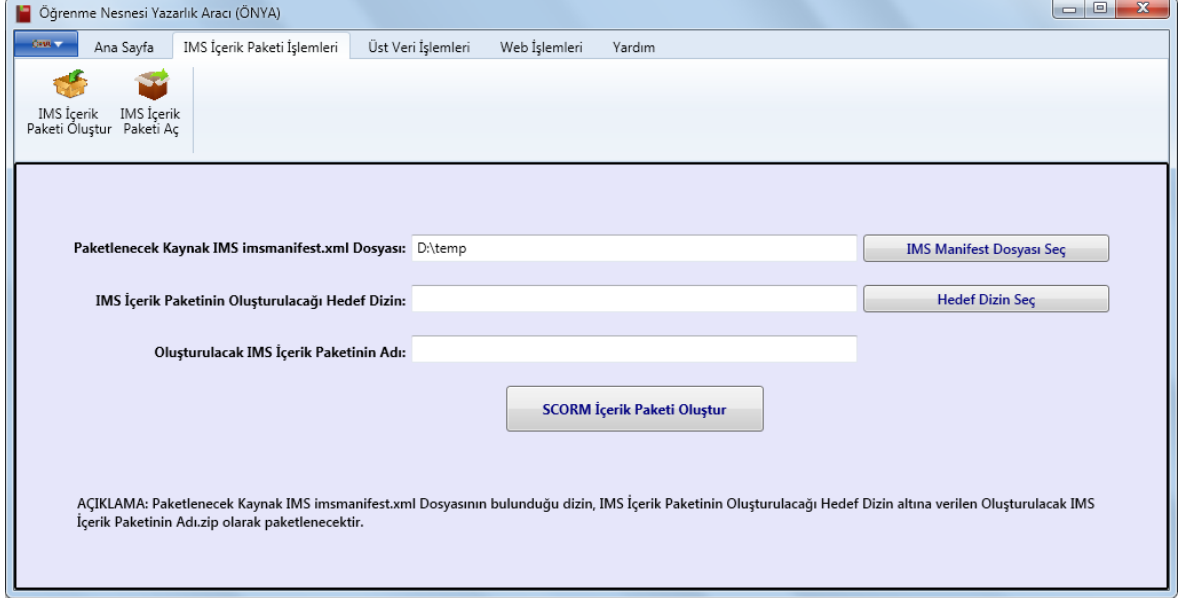 Öğrenme Nesnesi Yazarlık Aracı (ÖNYA)
Ana Sayfa IMS İçerik Paketi İşlemleri Üst Veri İşlemleri Web İşlemleri Yardım
IMS İçerik Paketi Oluştur
IMS İçerik Paketi Aç
Paketlenecek Kaynak IMS imsmanifest.xml Dosyası: D:\temp IMS Manifest Dosyası Seç
IMS İçerik Paketinin Oluşturulacağı Hedef Dizin: Hedef Dizin Seç
Oluşturulacak IMS İçerik Paketinin Adı:
SCORM İçerik Paketi Oluştur
AÇIKLAMA: Paketlenecek Kaynak IMS imsmanifest.xml Dosyasının bulunduğu dizin, IMS İçerik Paketinin Oluşturulacağı Hedef Dizin altına verilen Oluşturulacak IMS
İçerik Paketinin Adı.zip olarak paketlenecektir.